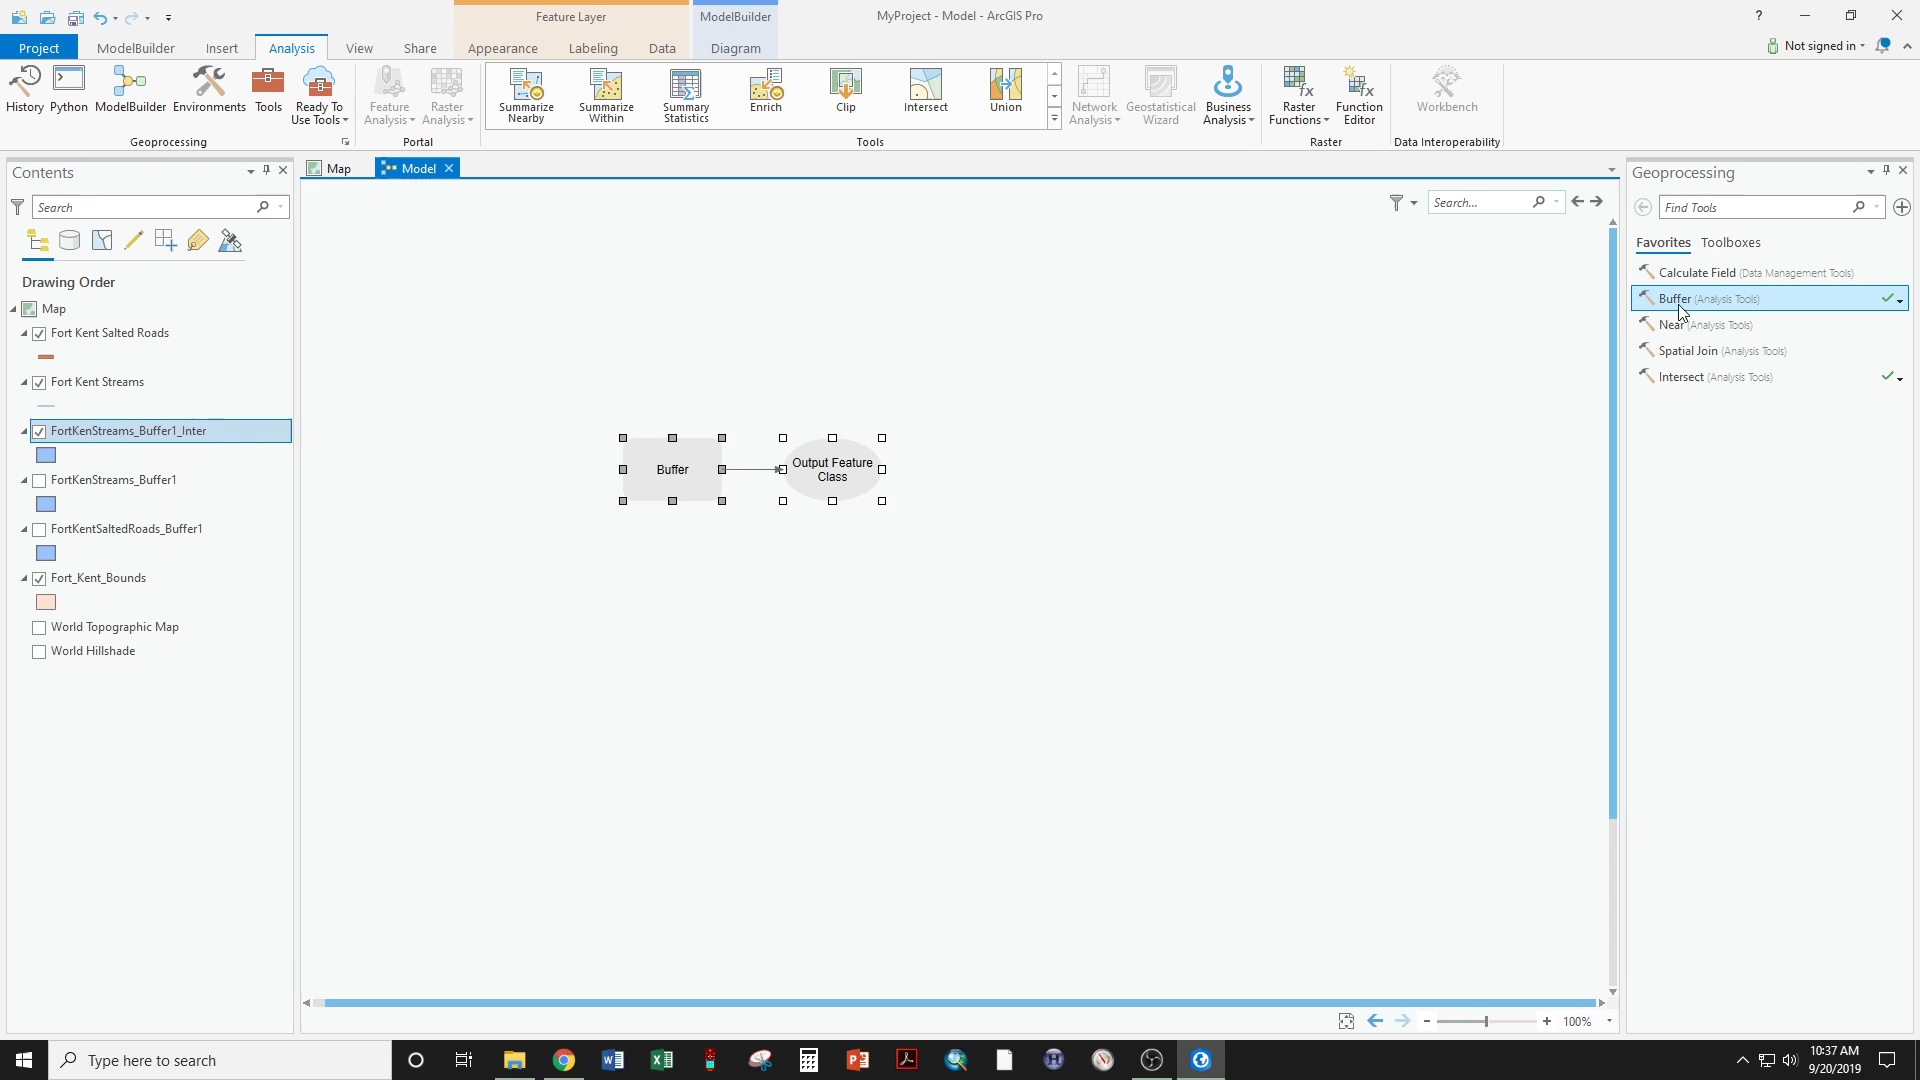 Feature Layer
ModelBuilder
MyProject - Model - ArcGIS Pro
?
Project
ModelBuilder
Insert
Analysis
View
Share
Appearance
Labeling
Data
Diagram
Not signed in
History
Python
ModelBuilder
Environments
Tools
Ready To
Use Tools
Feature
Analysis
Raster
Analysis
Summarize
Nearby
Summarize
Within
Summary
Statistics
Enrich
Clip
Intersect
Union
Network
Analysis
Geostatistical
Wizard
Business
Analysis
Raster
Functions
Function
Editor
Workbench
Geoprocessing
Portal
Tools
Raster
Data Interoperability
Contents
Search
Drawing Order
Map
Fort Kent Salted Roads
Fort Kent Streams
FortKenStreams_Buffer1_Inter
FortKenStreams_Buffer1
FortKentSaltedRoads_Buffer1
Fort_Kent_Bounds
World Topographic Map
World Hillshade
Map
Model
Search...
Buffer
Output Feature
Class
100%
Geoprocessing
Find Tools
Favorites
Toolboxes
Calculate Field (Data Management Tools)
Buffer (Analysis Tools)
Near (Analysis Tools)
Spatial Join (Analysis Tools)
Intersect (Analysis Tools)
Type here to search
10:37 AM
9/20/2019